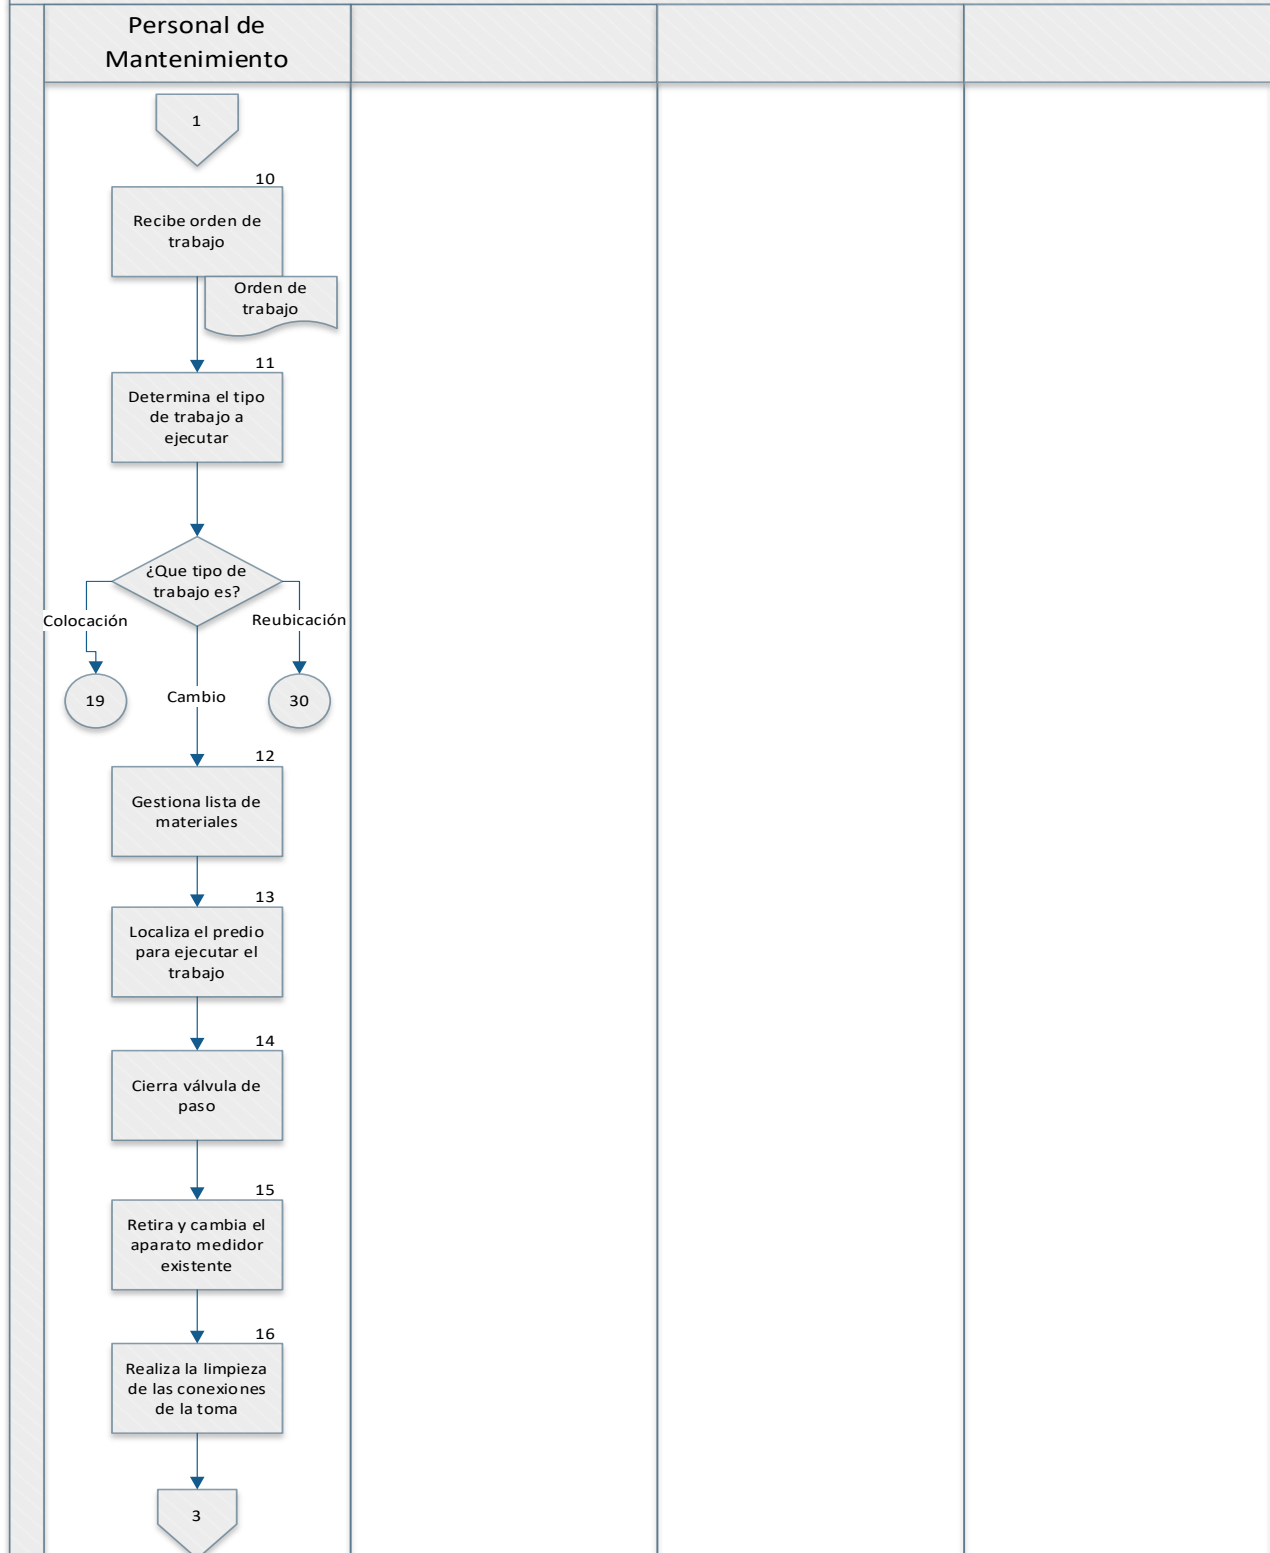 Personal de
Mantenimiento
1
10
Recibe orden de
trabajo
Orden de
trabajo
11
Determina el tipo
de trabajo a
ejecutar
¿Que tipo de
trabajo es?
Colocación
Reubicación
19
Cambio
30
12
Gestiona lista de
materiales
13
Localiza el predio
para ejecutar el
trabajo
14
Cierra válvula de
paso
15
Retira y cambia el
aparato medidor
existente
16
Realiza la limpieza
de las conexiones
de la toma
3